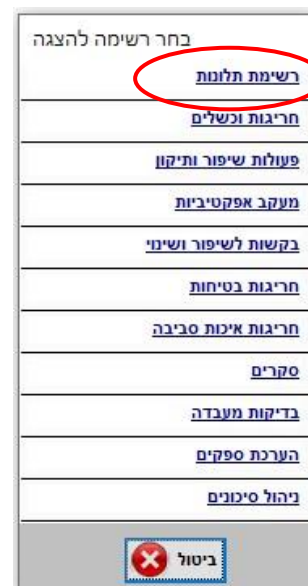 בחר רשימה להצגה
רשימת תלונות
חריגות וכשלים
פעולות שיפור ותיקון
מעקב אפקטיביות
בקשות לשיפור ושינוי
חריגות בטיחות
חריגות איכות סביבה
סקרים
בדיקות מעבדה
הערכת ספקים
ניהול סיכונים
ביטול